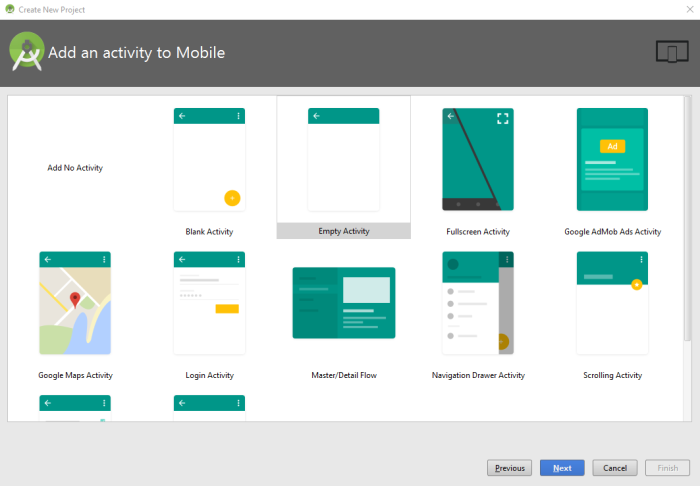 Create New Project
Add an activity to Mobile
Add No Activity
Blank Activity
Empty Activity
Fullscreen Activity
Ad
Google AdMob Ads Activity
Google Maps Activity
Login Activity
Master/Detail Flow
Navigation Drawer Activity
Scrolling Activity
Previous
Next
Cancel
Finish